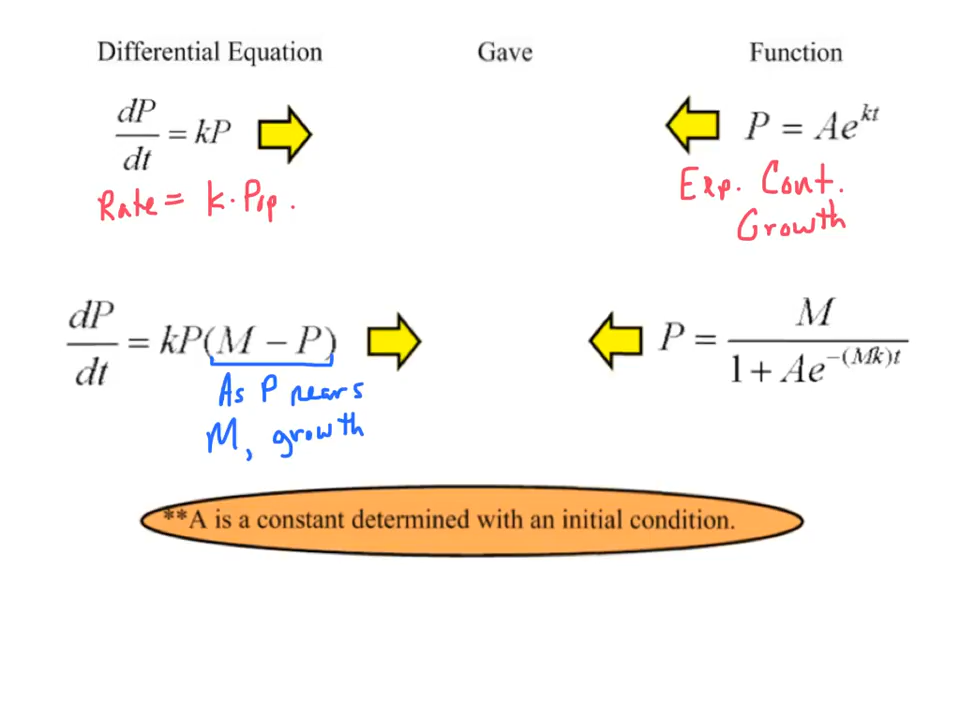 Differential Equation Gave Function
dP/dt = kP P = Ae^{kt}
Rate = k. Pop. Exp. Cont.
Growth
dP/dt = kP(M − P) P = M/(1 + Ae^{−(Mk)t})
As P nears
M, growth
**A is a constant determined with an initial condition.